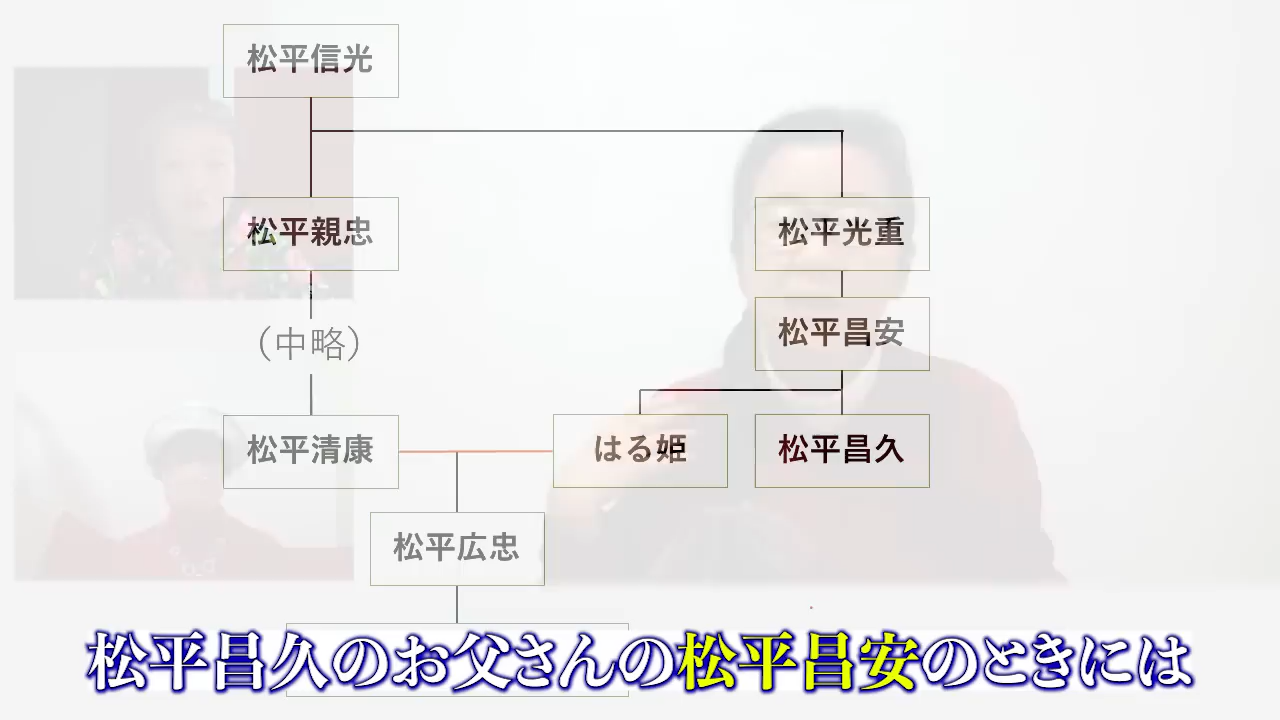 松平信光
松平親忠
松平光重
(中略)
松平昌安
松平清康
はる姫
松平昌久
松平広忠
松平昌久のお父さんの松平昌安のときには